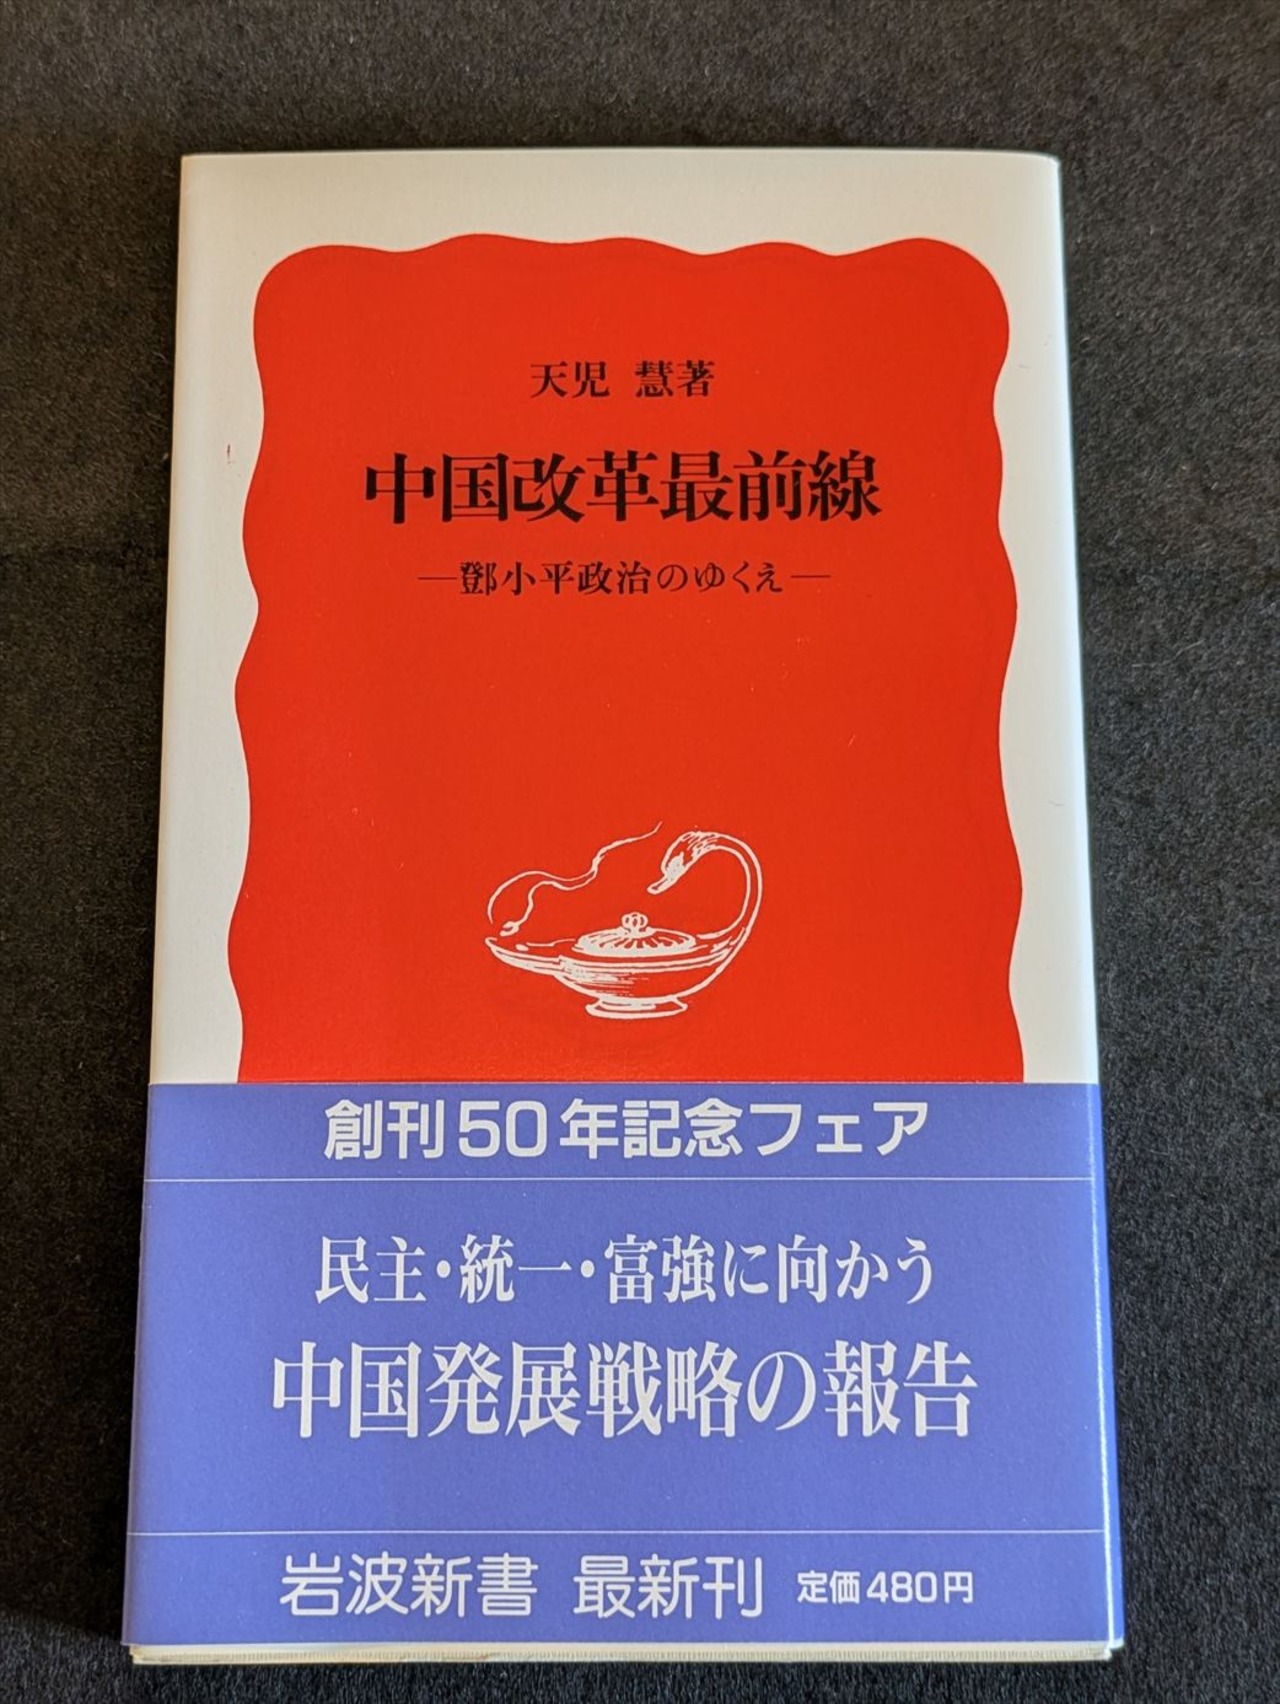 天児 慧著
中国改革最前線
―鄧小平政治のゆくえ―
創刊50年記念フェア
民主・統一・富強に向かう
中国発展戦略の報告
岩波新書 最新刊 定価480円